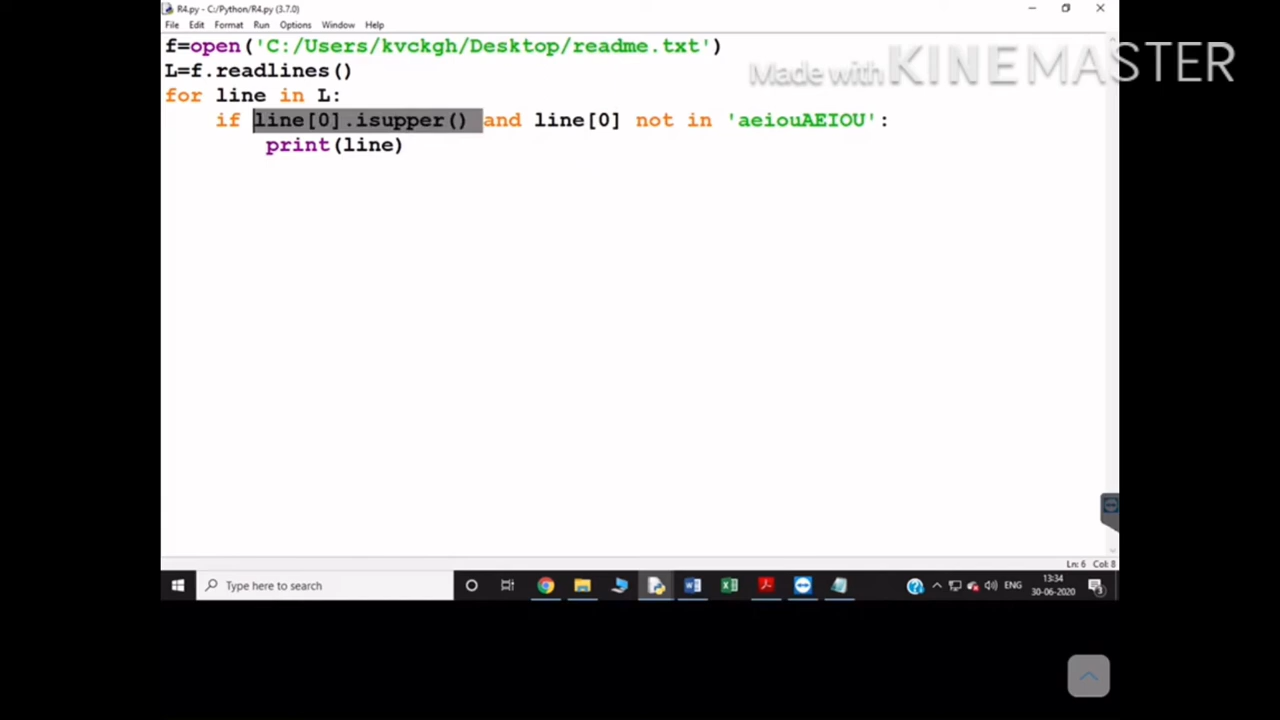 R4.py - C:/Python/R4.py (3.7.0)
File Edit Format Run Options Window Help
f=open('C:/Users/kvckgh/Desktop/readme.txt')
Made with KINEMASTER
L=f.readlines()
for line in L:
if line[0].isupper() and line[0] not in 'aeiouAEIOU':
print(line)
Ln: 6 Col: 8
Type here to search
ENG
13:34
30-06-2020
3